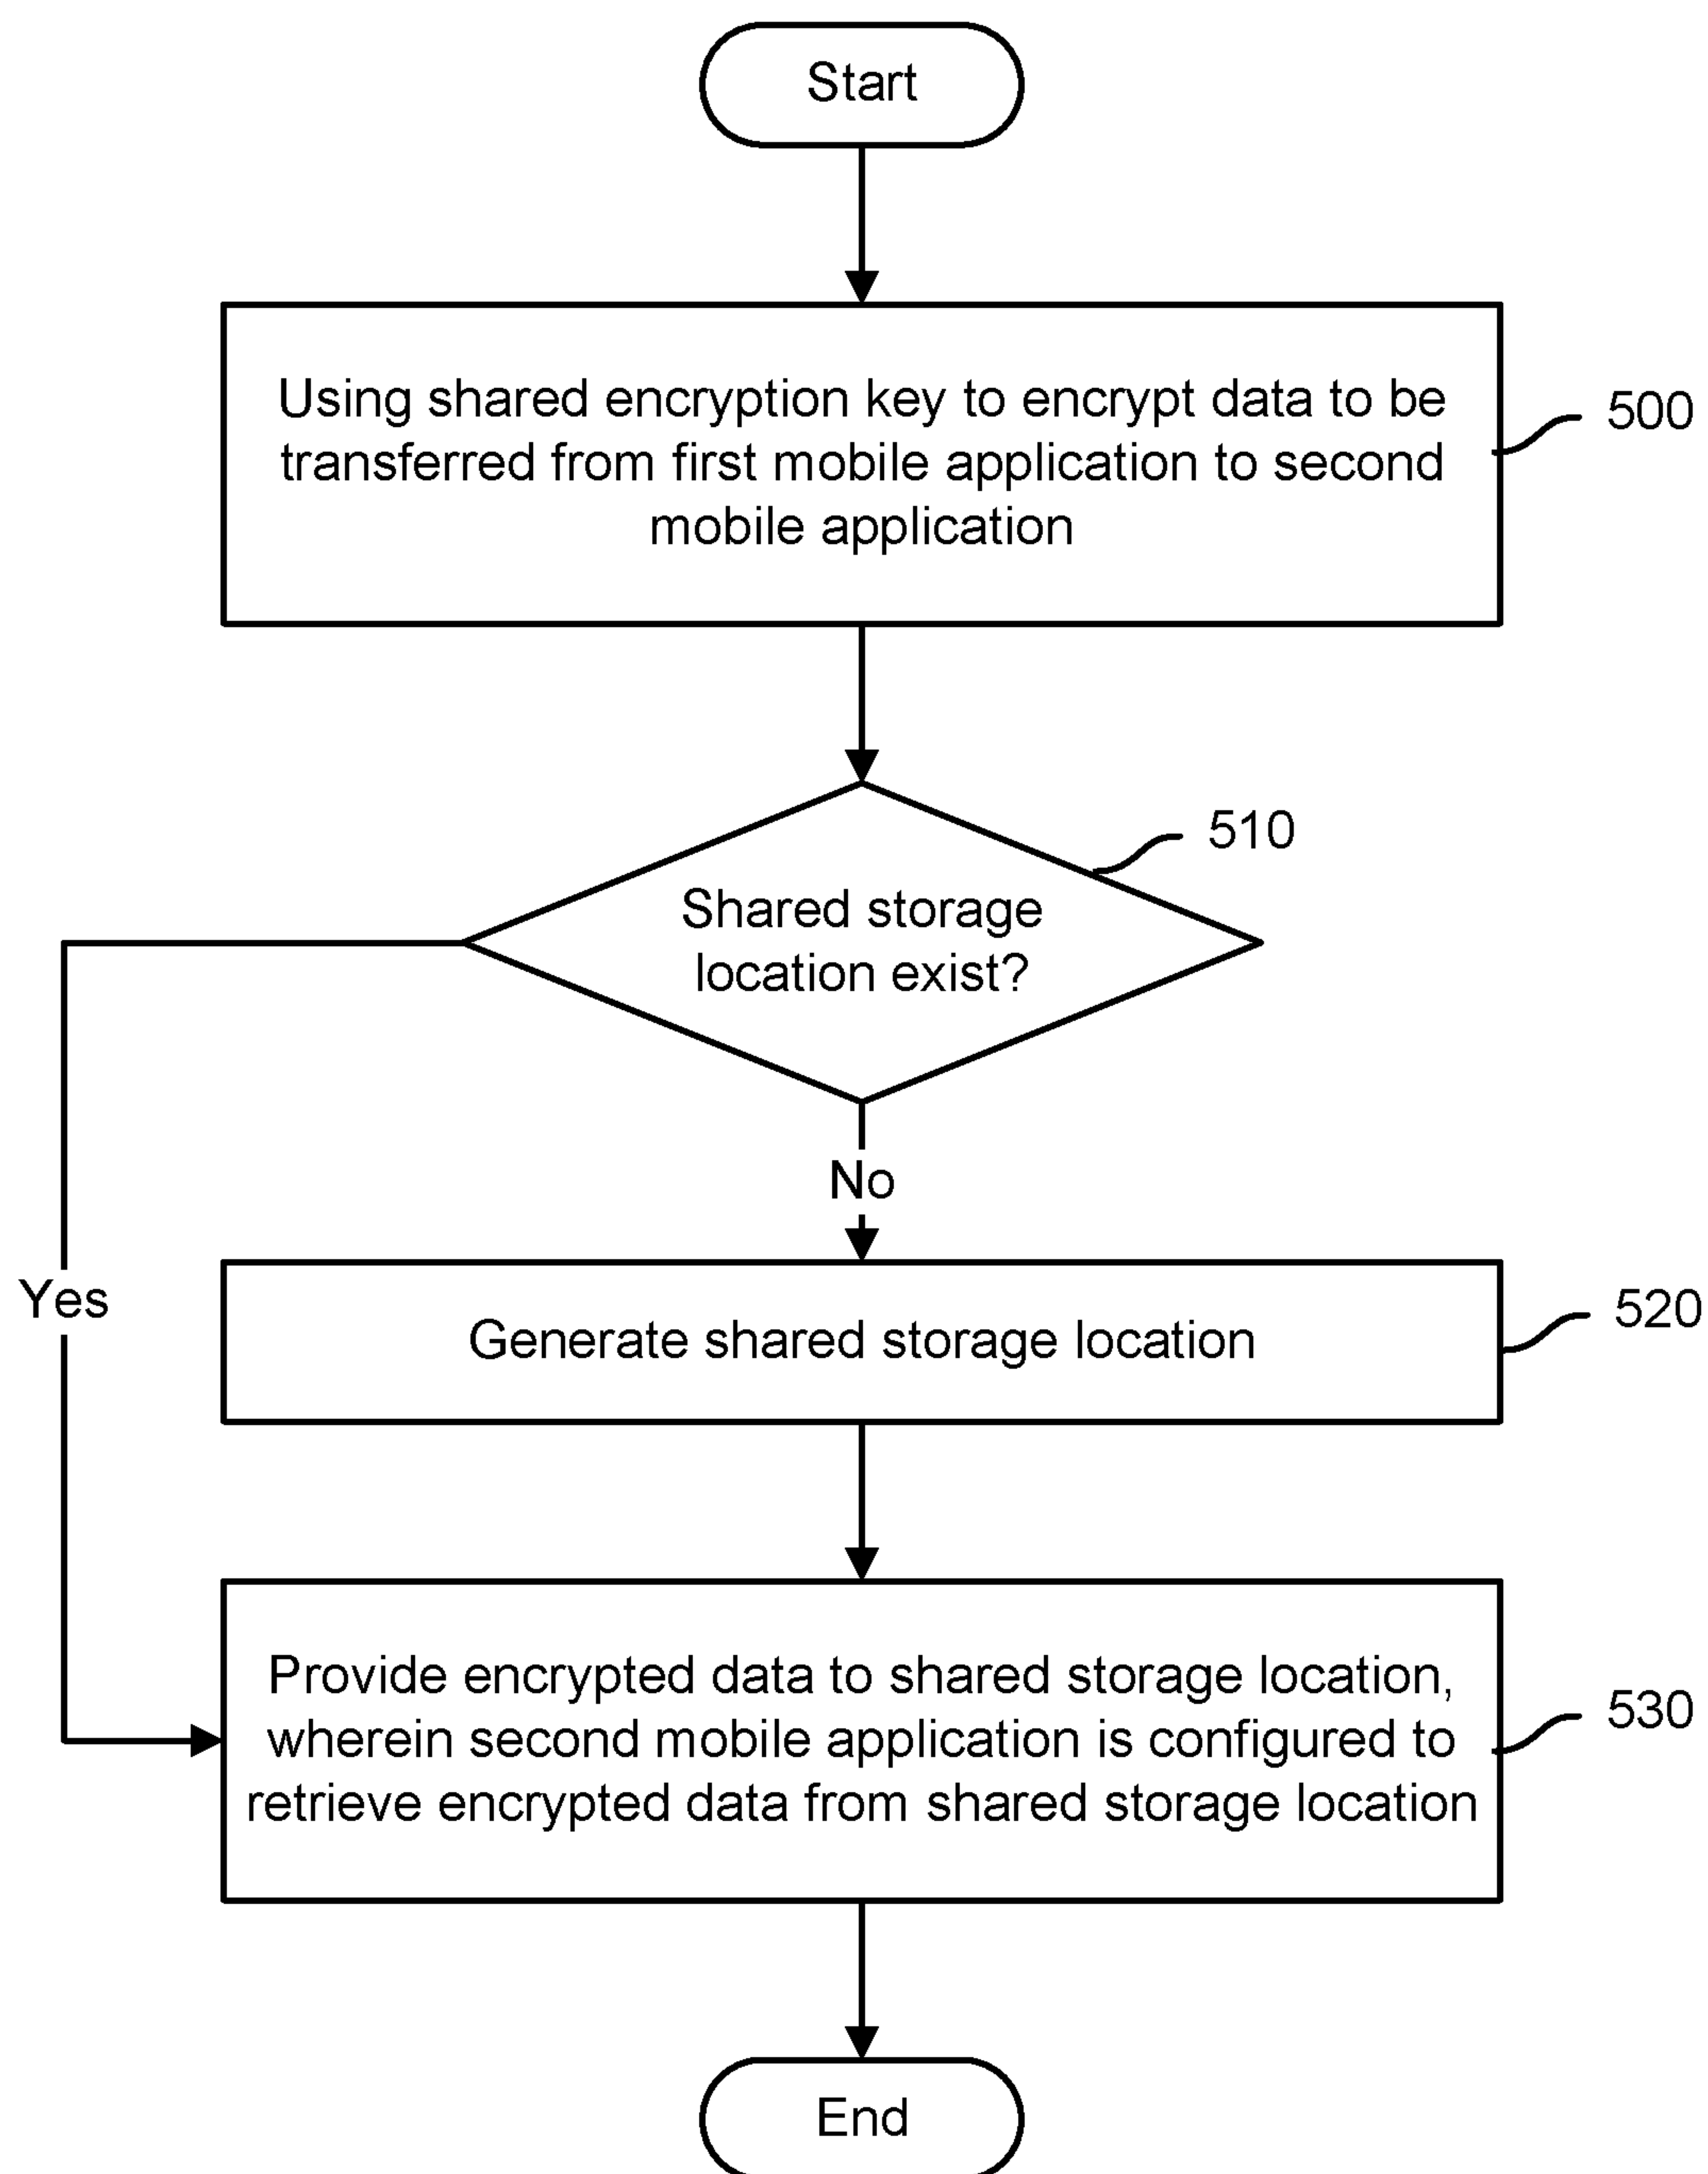 Start
Using shared encryption key to encrypt data to be
transferred from first mobile application to second
mobile application
500
510
Shared storage
location exist?
No
Yes
Generate shared storage location
520
Provide encrypted data to shared storage location,
wherein second mobile application is configured to
retrieve encrypted data from shared storage location
530
End